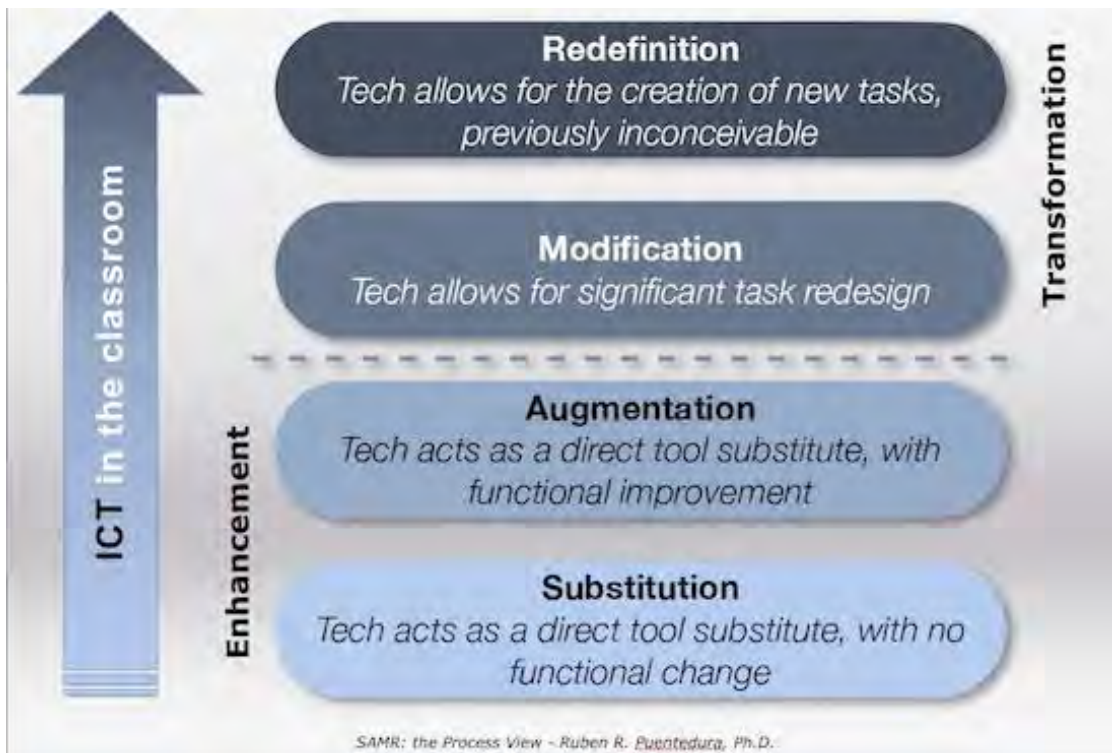 Redefinition
Tech allows for the creation of new tasks,
previously inconceivable
Modification
Tech allows for significant task redesign
Transformation
Augmentation
Tech acts as a direct tool substitute, with
functional improvement
Substitution
Tech acts as a direct tool substitute, with no
functional change
Enhancement
ICT in the classroom
SAMR: the Process View - Ruben R. Puentedura, Ph.D.